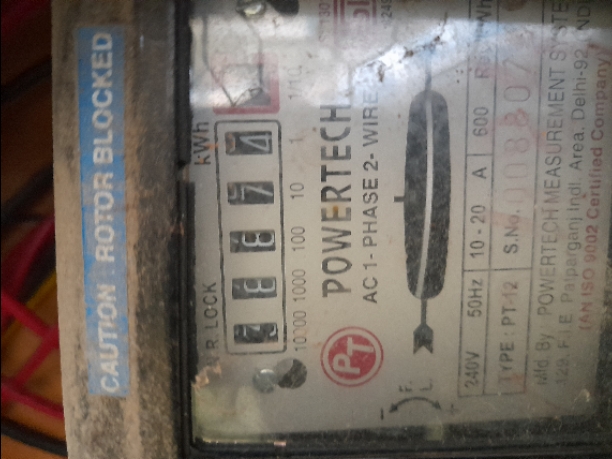 CAUTION : ROTOR BLOCKED
kWh
R. LOCK
10000 1000 100 10 1 1/10
POWERTECH
AC 1- PHASE 2- WIRE
PT
240V 50Hz 10 - 20 A 600
TYPE : PT-12 S.No.
Mfd By. POWERTECH MEASUREMENT SYSTE
129, F.I.E. Patparganj Indl. Area, Delhi-92
(AN ISO 9002 Certified Company)